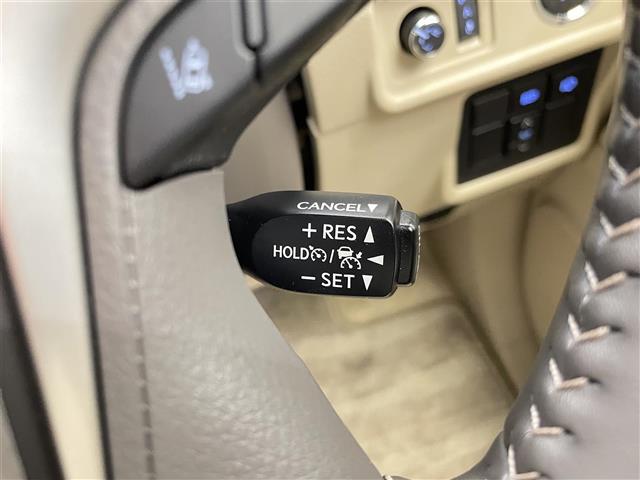 CANCEL▼
+ RES ▲
HOLD / ◀
− SET ▼